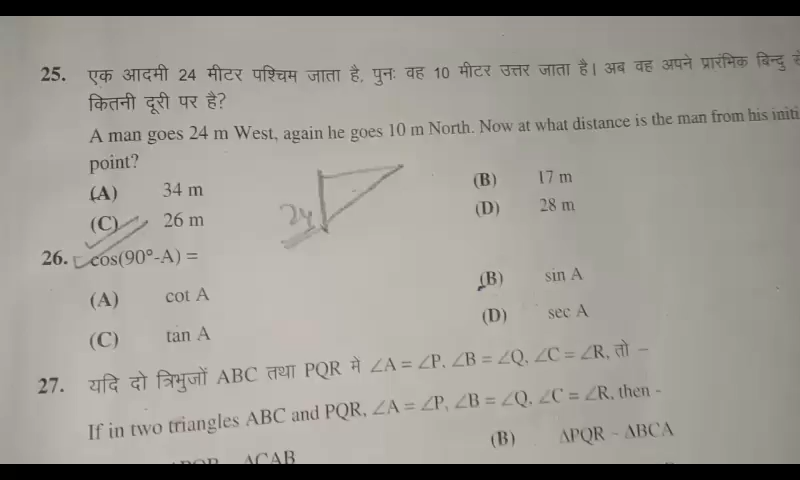 25. एक आदमी 24 मीटर पश्चिम जाता है, पुनः वह 10 मीटर उत्तर जाता है। अब वह अपने प्रारंभिक बिन्दु
कितनी दूरी पर है?
A man goes 24 m West, again he goes 10 m North. Now at what distance is the man from his initi
point?
(A) 34 m (B) 17 m
(C) 26 m (D) 28 m
24
26. cos(90°-A) =
(A) cot A (B) sin A
(C) tan A (D) sec A
27. यदि दो त्रिभुजों ABC तथा PQR मे ∠A = ∠P, ∠B = ∠Q, ∠C = ∠R, तो –
If in two triangles ABC and PQR, ∠A = ∠P, ∠B = ∠Q, ∠C = ∠R, then -
(B) ΔPQR ~ ΔBCA
ΔCAB